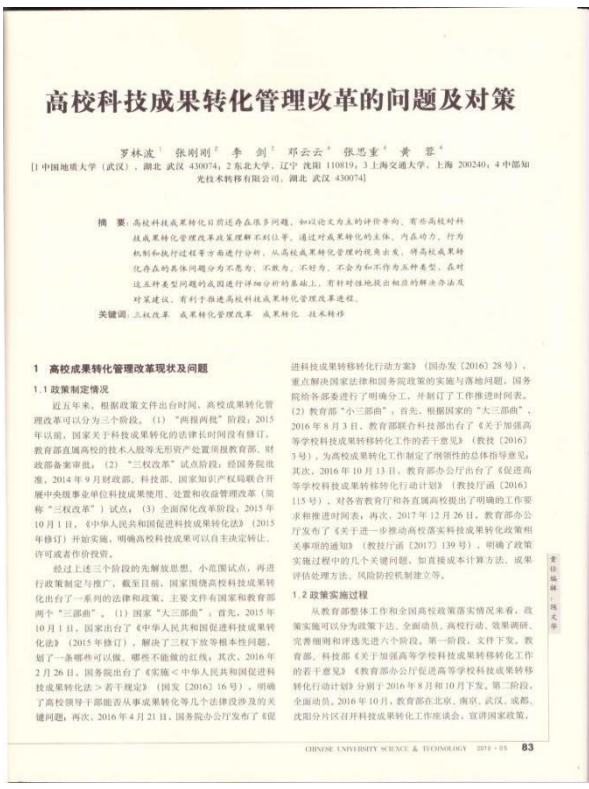 高校科技成果转化管理改革的问题及对策
罗林波1 张刚刚2 李 剑3 邓云云4 张思重4 黄 蓉4
[1 中国地质大学(武汉),湖北 武汉 430074;2 东北大学,辽宁 沈阳 110819;3 上海交通大学,上海 200240;4 中部知
光技术转移有限公司,湖北 武汉 430074]
摘 要:高校科技成果转化目前还存在很多问题,如以论文为主的评价导向、有些高校对科
技成果转化管理改革政策理解不到位等。通过对成果转化的主体、内在动力、行为
机制和执行过程等方面进行分析,从高校成果转化管理的视角出发,将高校成果转
化存在的具体问题分为不愿为、不敢为、不好为、不会为和不作为五种类型,在对
这五种类型问题的成因进行详细分析的基础上,有针对性地提出相应的解决办法及
对策建议,有利于推进高校科技成果转化管理改革进程。
关键词:三权改革 成果转化管理改革 成果转化 技术转移
1 高校成果转化管理改革现状及问题
1.1 政策制定情况
近五年来,根据政策文件出台时间,高校成果转化管
理改革可以分为三个阶段。(1)“两报两批”阶段:2015
年以前,国家关于科技成果转化的法律长时间没有修订,
教育部直属高校的技术入股等无形资产处置须报教育部、财
政部备案审批;(2)“三权改革”试点阶段:经国务院批
准,2014 年 9 月财政部、科技部、国家知识产权局联合开
展中央级事业单位科技成果使用、处置和收益管理改革(简
称“三权改革”)试点;(3)全面深化改革阶段:2015 年
10 月 1 日,《中华人民共和国促进科技成果转化法》(2015
年修订)开始实施,明确高校科技成果可以自主决定转让、
许可或者作价投资。
经过上述三个阶段的先解放思想、小范围试点,再进
行政策制定与推广,截至目前,国家围绕高校科技成果转
化出台了一系列的法律和政策,主要文件有国家和教育部
两个“三部曲”。(1)国家“大三部曲”:首先,2015 年
10 月 1 日,国家出台了《中华人民共和国促进科技成果转
化法》(2015 年修订),解决了三权下放等根本性问题,
划了一条哪些可以做、哪些不能做的红线;其次,2016 年
2 月 26 日,国务院出台了《实施<中华人民共和国促进科
技成果转化法>若干规定》(国发〔2016〕16 号),明确
了高校领导干部能否从事成果转化等几个法律没涉及的关
键问题;再次,2016 年 4 月 21 日,国务院办公厅发布了《促
进科技成果转移转化行动方案》(国办发〔2016〕28 号),
重点解决国家法律和国务院政策的实施与落地问题,国务
院给各部委进行了明确分工,并制订了工作推进时间表。
(2)教育部“小三部曲”:首先,根据国家的“大三部曲”,
2016 年 8 月 3 日,教育部联合科技部出台了《关于加强高
等学校科技成果转移转化工作的若干意见》(教技〔2016〕
3 号),为高校成果转化工作制定了纲领性的总体指导意见;
其次,2016 年 10 月 13 日,教育部办公厅出台了《促进高
等学校科技成果转移转化行动计划》(教技厅函〔2016〕
115 号),对各省教育厅和各直属高校提出了明确的工作要
求和推进时间表;再次,2017 年 12 月 26 日,教育部办公
厅发布了《关于进一步推动高校落实科技成果转化政策相
关事项的通知》(教技厅函〔2017〕139 号),明确了政策
实施过程中的几个关键问题,如直接成本计算方法、成果
评估处理方法、风险防控机制建立等。
1.2 政策实施过程
从教育部整体工作和全国高校政策落实情况来看,政
策实施可以分为政策下达、全面动员、高校行动、效果调研、
完善细则和评选先进六个阶段。第一阶段,文件下发。教
育部、科技部《关于加强高等学校科技成果转移转化工作
的若干意见》《教育部办公厅促进高等学校科技成果转移
转化行动计划》分别于 2016 年 8 月和 10 月下发。第二阶段,
全面动员。2016 年 10 月,教育部在北京、南京、武汉、成都、
沈阳分片区召开科技成果转化工作座谈会,宣讲国家政策,
责任编辑:陈文华
CHINESE UNIVERSITY SCIENCE & TECHNOLOGY 2019·05 83